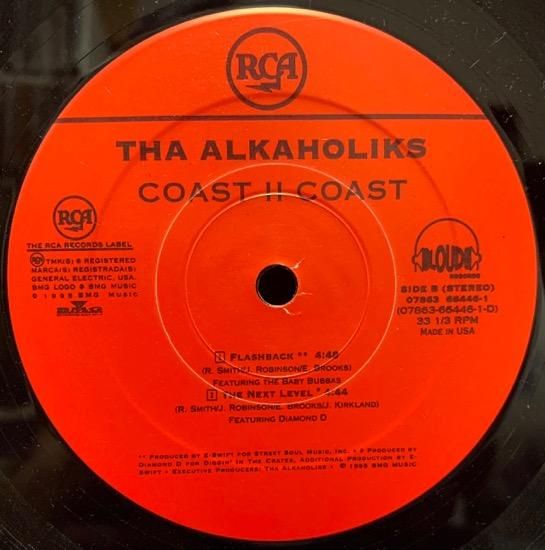 RCA
THA ALKAHOLIKS
COAST II COAST
RCA
THE RCA RECORDS LABEL
TMK(S) ® REGISTERED
MARCA(S) REGISTRADA(S)
GENERAL ELECTRIC, USA.
BMG LOGO ® BMG MUSIC
© 1995 BMG MUSIC
LOUD
RECORDS
SIDE B (STEREO)
07863 66446-1
(07863-66446-1-D)
33 1/3 RPM
MADE IN USA
FLASHBACK ** 4:46
(R. SMITH/J. ROBINSON/E. BROOKS)
FEATURING THE BABY BUBBAS
THE NEXT LEVEL # 4:44
(R. SMITH/J. ROBINSON/E. BROOKS/J. KIRKLAND)
FEATURING DIAMOND D
** PRODUCED BY E-SWIFT FOR STREET SOUL MUSIC, INC. • # PRODUCED BY
DIAMOND D FOR DIGGIN' IN THE CRATES, ADDITIONAL PRODUCTION BY E-
SWIFT • EXECUTIVE PRODUCERS: THA ALKAHOLIKS • © 1995 BMG MUSIC